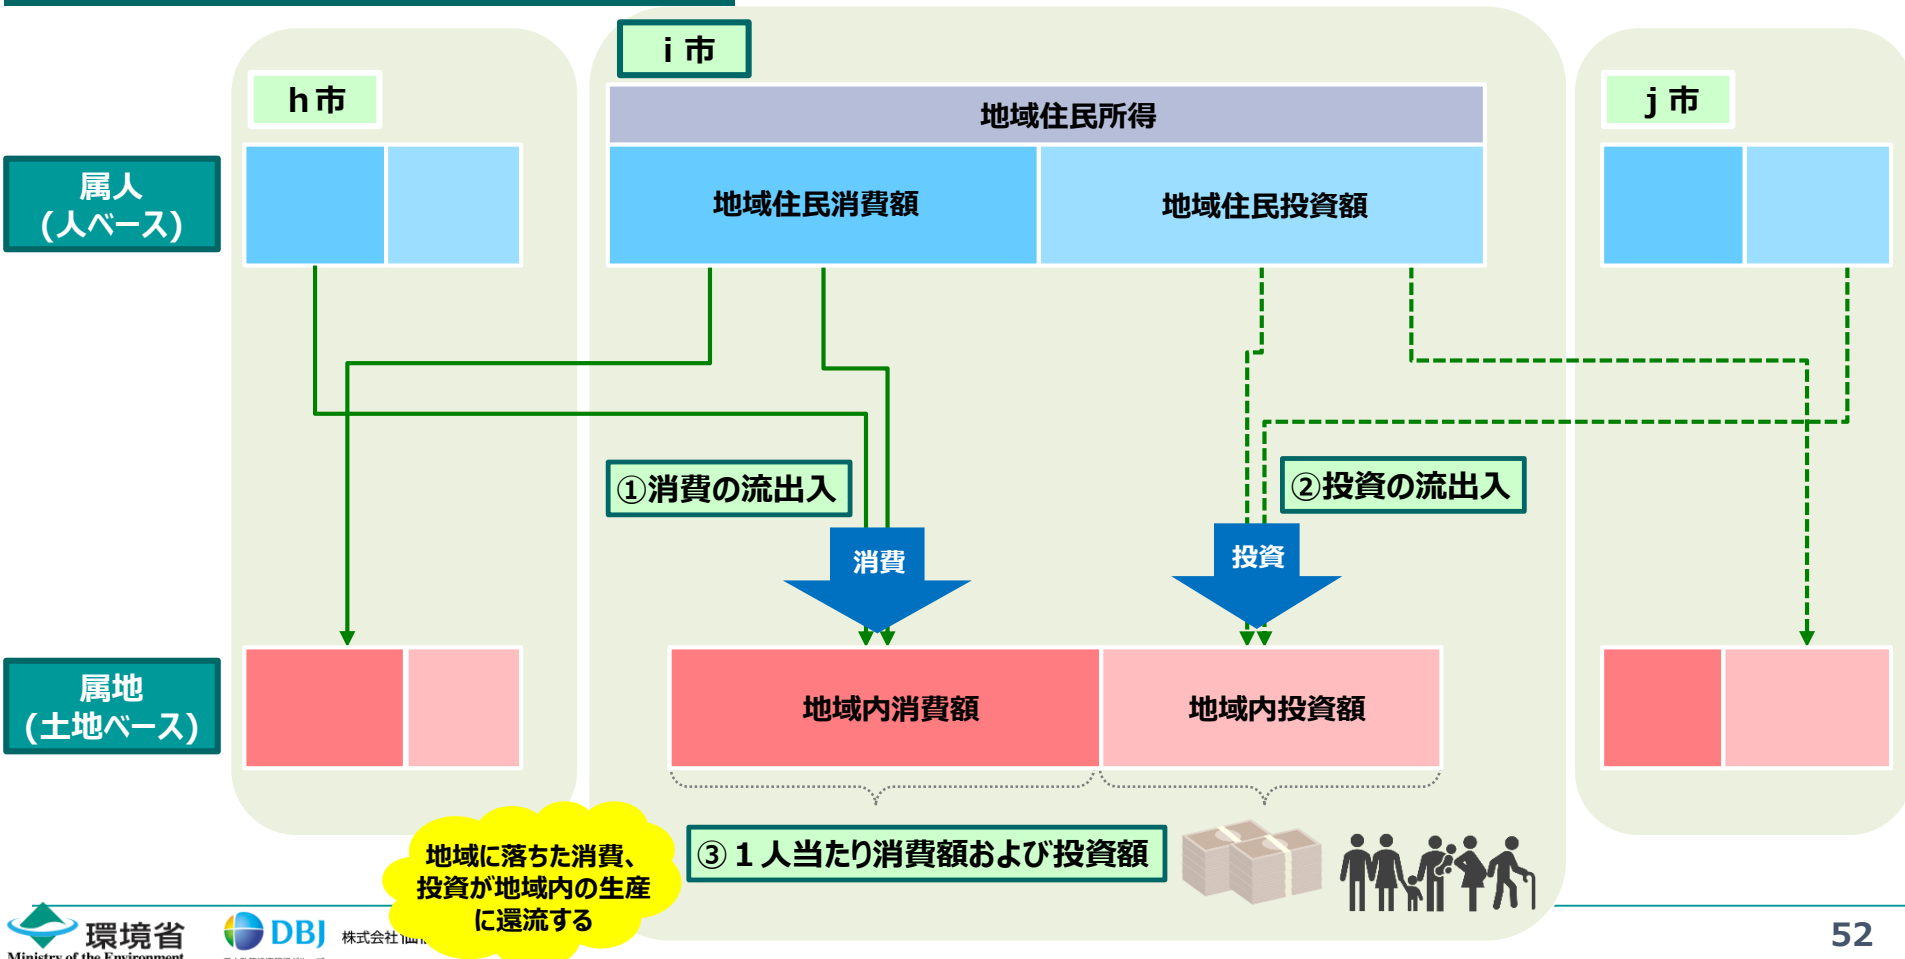 i 市
h市
j 市
地域住民所得
属人
(人ベース)
地域住民消費額
地域住民投資額
①消費の流出入
②投資の流出入
消費
投資
属地
(土地ベース)
地域内消費額
地域内投資額
③１人当たり消費額および投資額
地域に落ちた消費、
投資が地域内の生産
に還流する
環境省
Ministry of the Environment
DBJ
株式会社
52